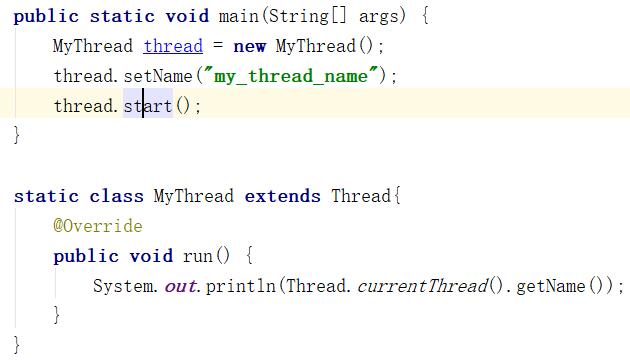 public static void main(String[] args) {
    MyThread thread = new MyThread();
    thread.setName("my_thread_name");
    thread.start();
}

static class MyThread extends Thread{
    @Override
    public void run() {
        System.out.println(Thread.currentThread().getName());
    }
}